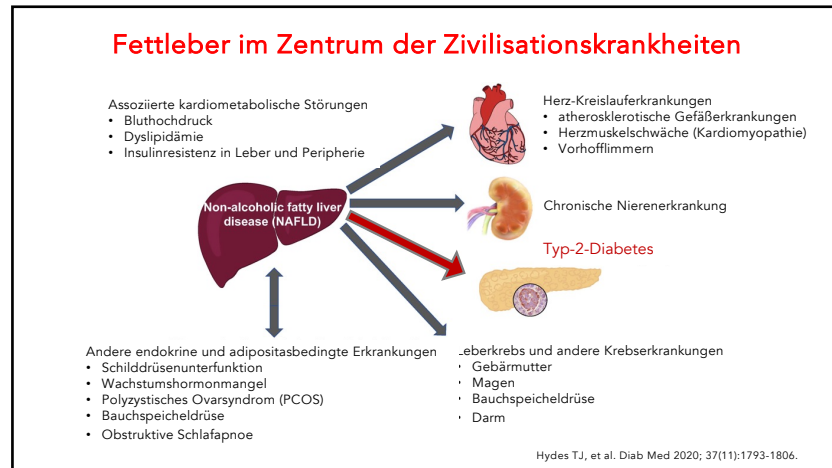 Fettleber im Zentrum der Zivilisationskrankheiten
Assoziierte kardiometabolische Störungen
• Bluthochdruck
• Dyslipidämie
• Insulinresistenz in Leber und Peripherie
Herz-Kreislauferkrankungen
• atherosklerotische Gefäßerkrankungen
• Herzmuskelschwäche (Kardiomyopathie)
• Vorhofflimmern
Non-alcoholic fatty liver
disease (NAFLD)
Chronische Nierenerkrankung
Typ-2-Diabetes
Andere endokrine und adipositasbedingte Erkrankungen
• Schilddrüsenunterfunktion
• Wachstumshormonmangel
• Polyzystisches Ovarsyndrom (PCOS)
• Bauchspeicheldrüse
• Obstruktive Schlafapnoe
Leberkrebs und andere Krebserkrankungen
• Gebärmutter
• Magen
• Bauchspeicheldrüse
• Darm
Hydes TJ, et al. Diab Med 2020; 37(11):1793-1806.